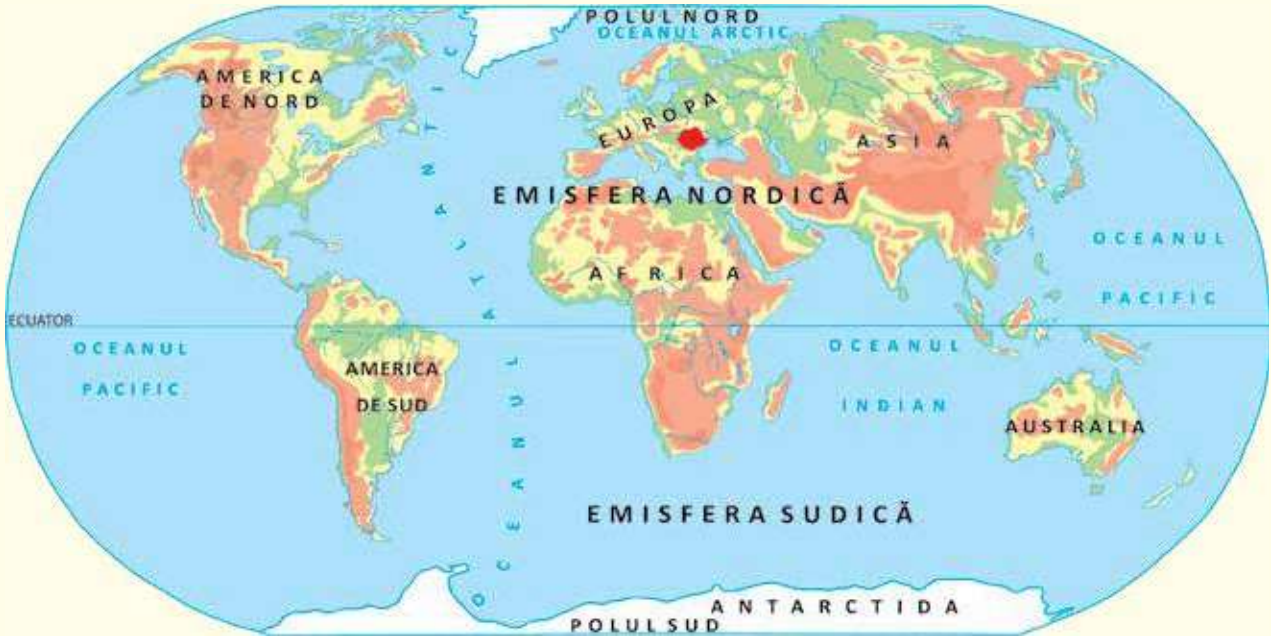 POLUL NORD
OCEANUL ARCTIC
AMERICA
DE NORD
EUROPA
ASIA
EMISFERA NORDICĂ
OCEANUL
PACIFIC
AFRICA
ECUATOR
OCEANUL
PACIFIC
OCEANUL ATLANTIC
AMERICA
DE SUD
OCEANUL
INDIAN
AUSTRALIA
EMISFERA SUDICĂ
ANTARCTIDA
POLUL SUD